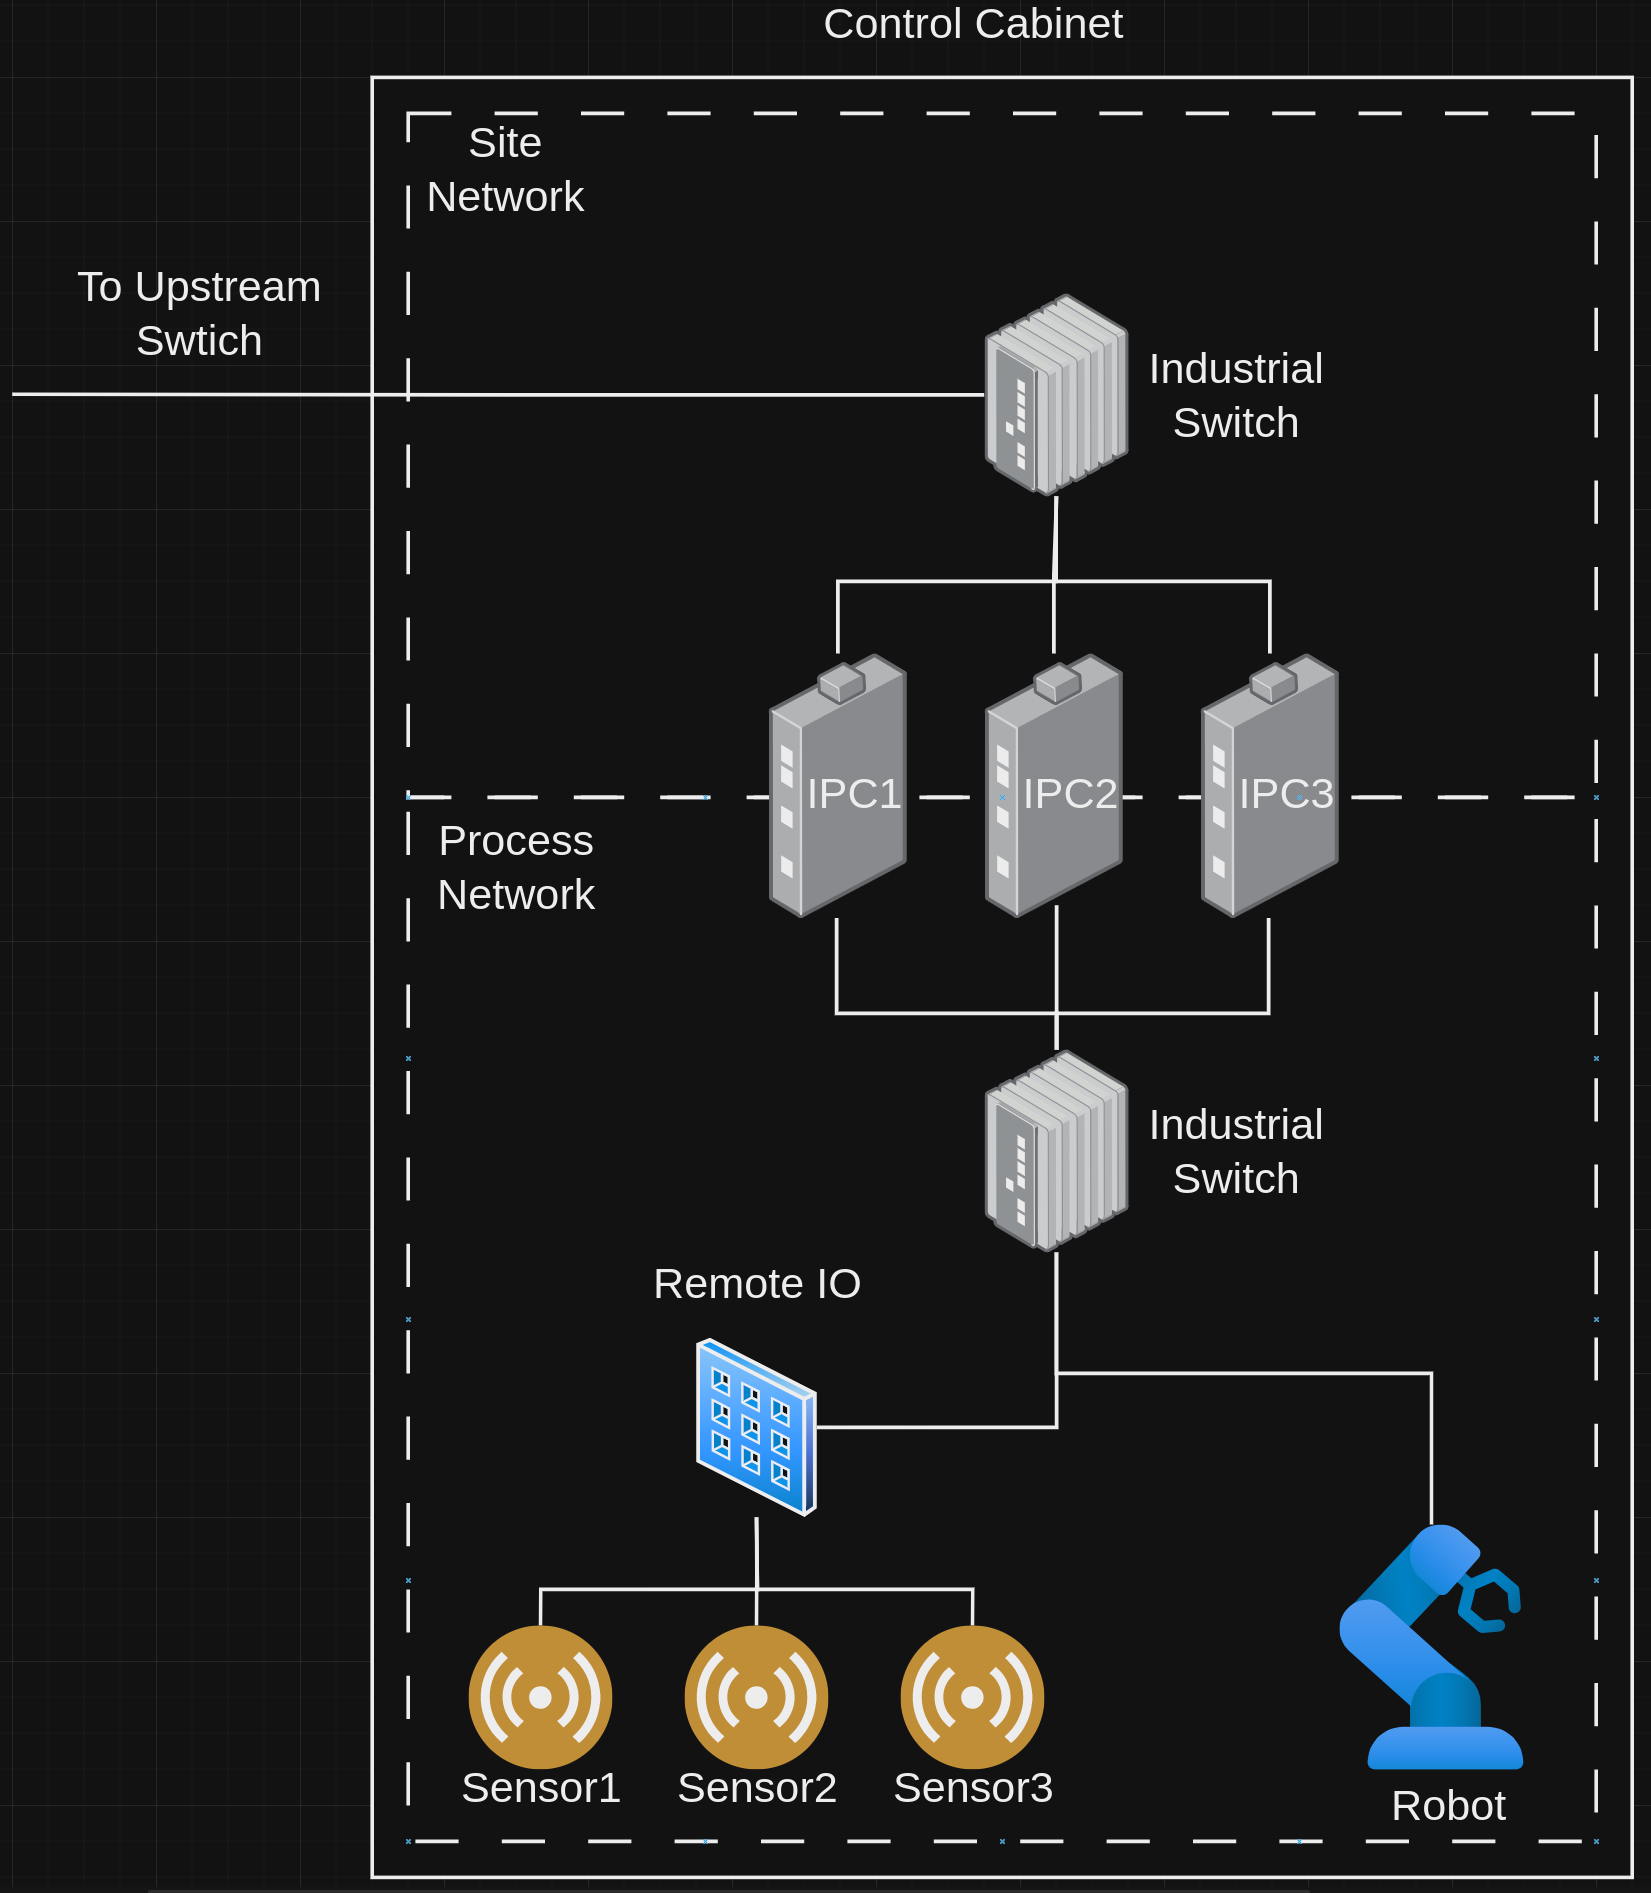 Control Cabinet
Site
Network
To Upstream
Swtich
Industrial
Switch
IPC1
IPC2
IPC3
Process
Network
Industrial
Switch
Remote IO
Sensor1
Sensor2
Sensor3
Robot